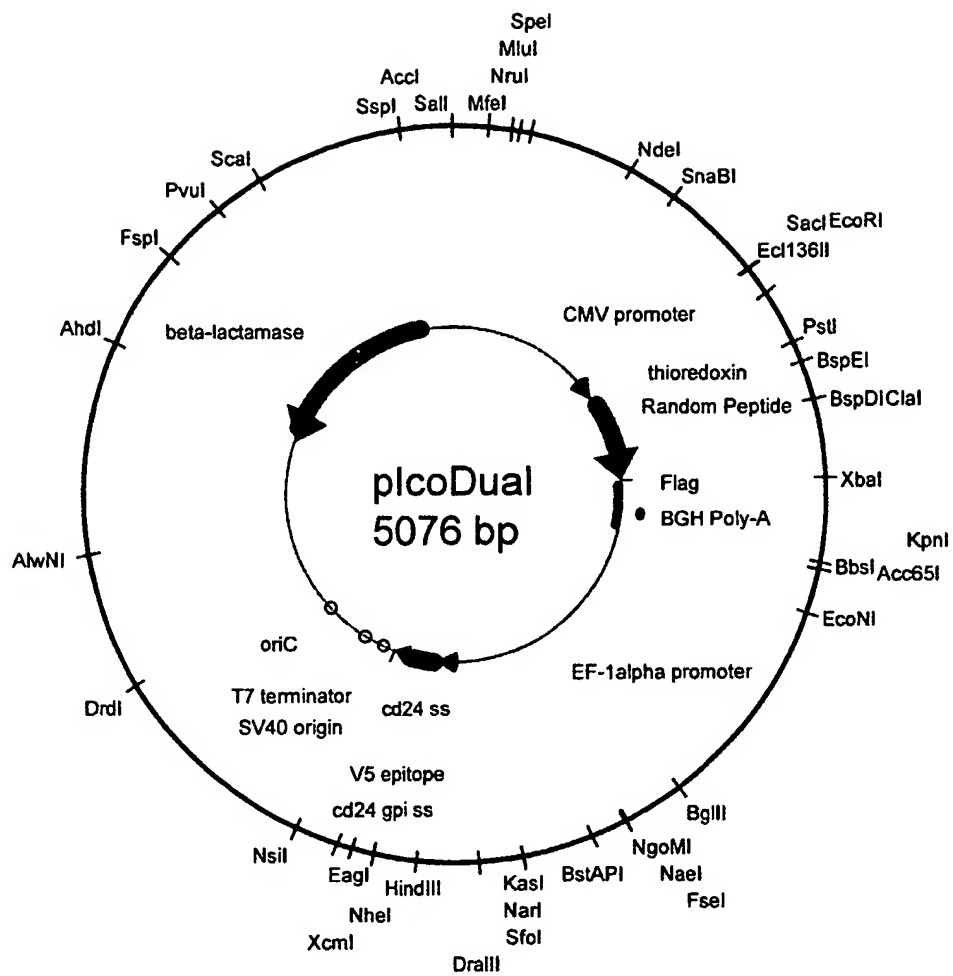 SpeI
MluI
AccI
NruI
SspI
SalI
MfeI
ScaI
NdeI
PvuI
SnaBI
FspI
SacI EcoRI
Ecl136II
AhdI
beta-lactamase
CMV promoter
PstI
BspEI
thioredoxin
Random Peptide
BspDI ClaI
pIcoDual
5076 bp
Flag
XbaI
BGH Poly-A
KpnI
AlwNI
BbsI
Acc65I
EcoNI
oriC
EF-1alpha promoter
T7 terminator
cd24 ss
DrdI
SV40 origin
V5 epitope
cd24 gpi ss
BglII
NsiI
NgoMI
EagI
HindIII
KasI
BstAPI
NaeI
NheI
NarI
FseI
XcmI
SfoI
DraIII